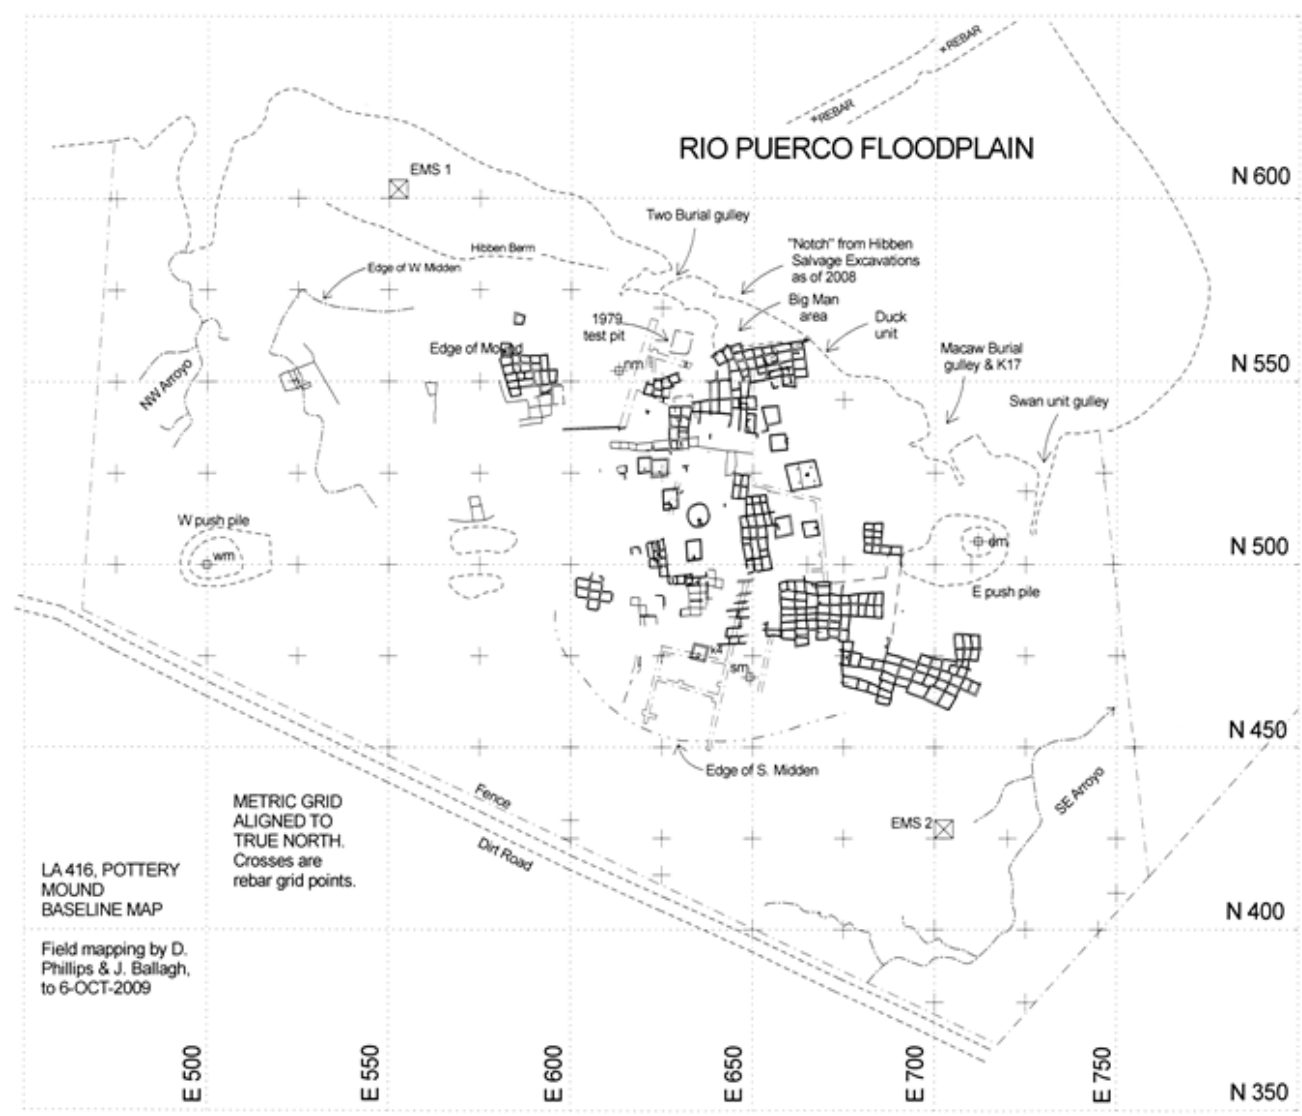 REBAR
REBAR
RIO PUERCO FLOODPLAIN
EMS 1
N 600
Two Burial gulley
"Notch" from Hibben
Salvage Excavations
as of 2008
Hibben Berm
Edge of W. Midden
Big Man
area
1979
test pit
Duck
unit
Edge of Mound
nm
Macaw Burial
gulley & K17
N 550
NW Arroyo
Swan unit gulley
W push pile
wm
em
N 500
E push pile
k4
sm
N 450
Edge of S. Midden
Fence
SE Arroyo
METRIC GRID
ALIGNED TO
TRUE NORTH.
Crosses are
rebar grid points.
EMS 2
Dirt Road
LA 416, POTTERY
MOUND
BASELINE MAP
N 400
Field mapping by D.
Phillips & J. Ballagh,
to 6-OCT-2009
E 500
E 550
E 600
E 650
E 700
E 750
N 350